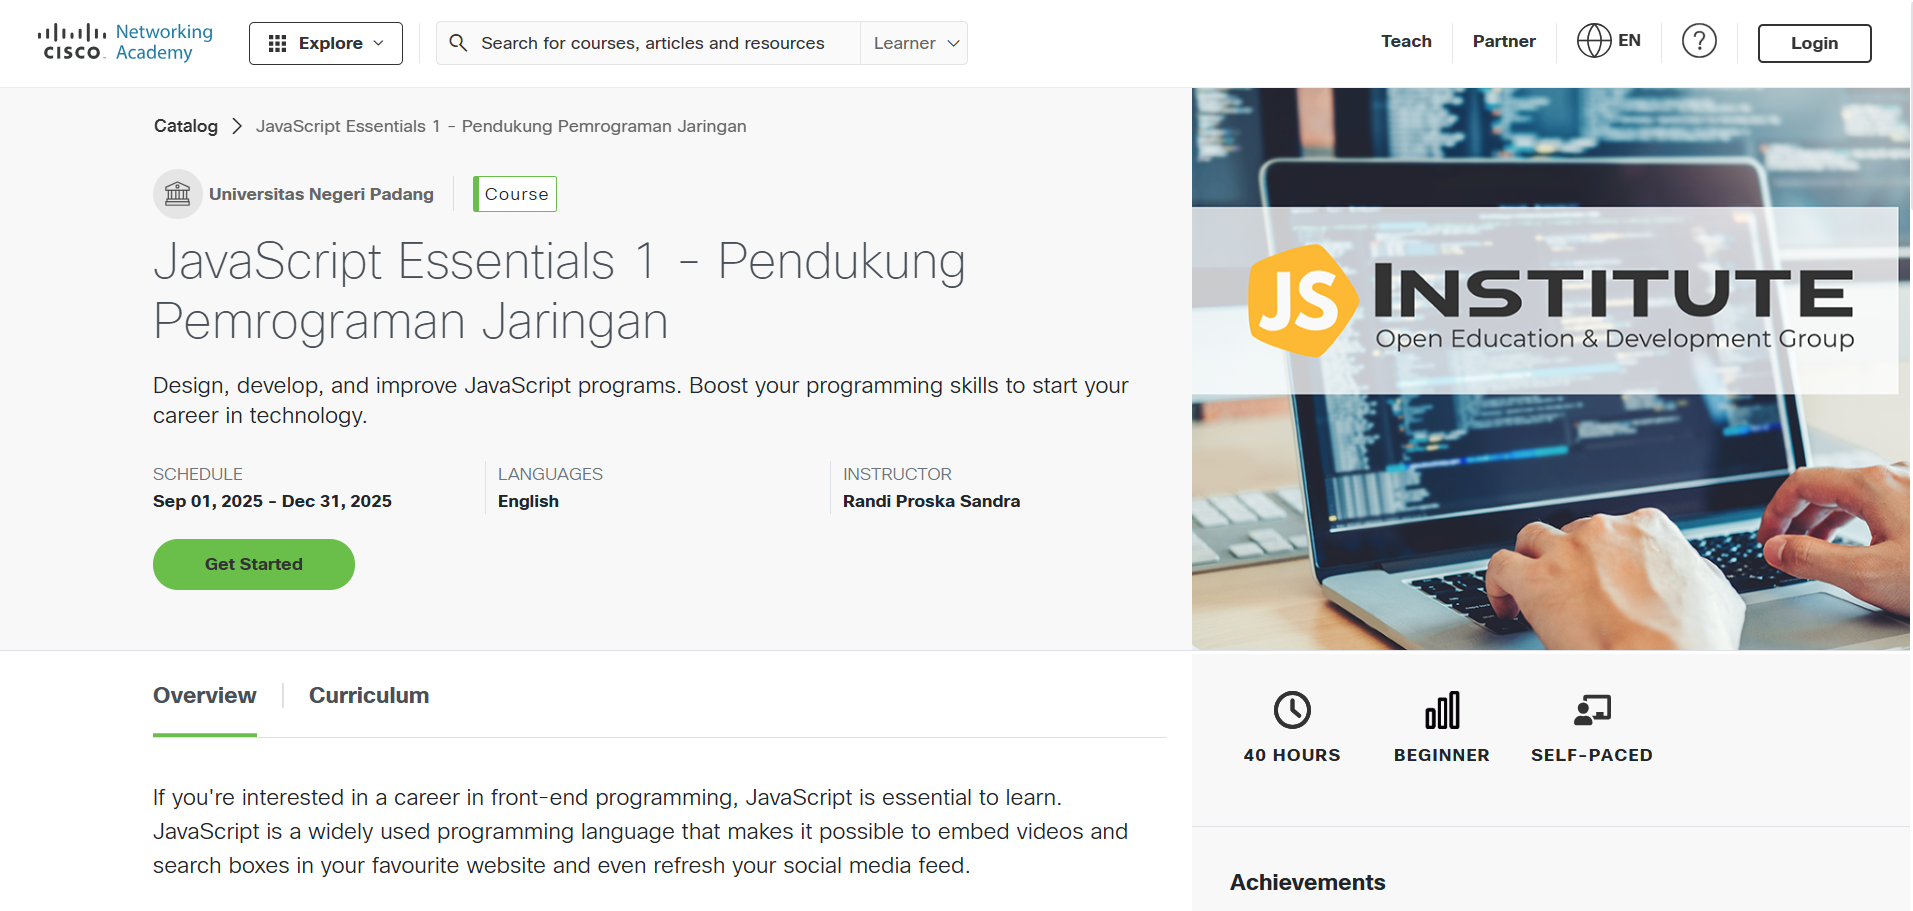 CISCO Networking Academy
Explore
Search for courses, articles and resources
Learner
Teach
Partner
EN
?
Login
Catalog > JavaScript Essentials 1 - Pendukung Pemrograman Jaringan
Universitas Negeri Padang
Course
JavaScript Essentials 1 - Pendukung
Pemrograman Jaringan
Design, develop, and improve JavaScript programs. Boost your programming skills to start your
career in technology.
SCHEDULE
Sep 01, 2025 - Dec 31, 2025
LANGUAGES
English
INSTRUCTOR
Randi Proska Sandra
Get Started
JS INSTITUTE
Open Education & Development Group
Overview
Curriculum
If you're interested in a career in front-end programming, JavaScript is essential to learn.
JavaScript is a widely used programming language that makes it possible to embed videos and
search boxes in your favourite website and even refresh your social media feed.
40 HOURS
BEGINNER
SELF-PACED
Achievements